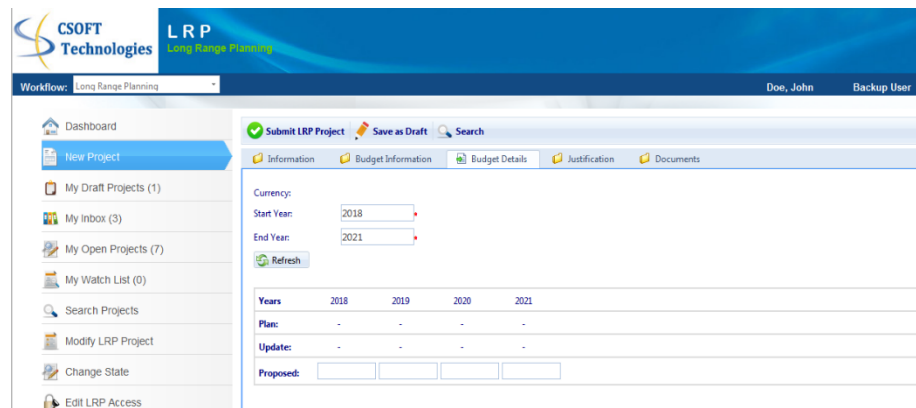 CSOFT
Technologies
LRP
Long Range Planning
Workflow: Long Range Planning
Doe, John Backup User
Dashboard
New Project
My Draft Projects (1)
My Inbox (3)
My Open Projects (7)
My Watch List (0)
Search Projects
Modify LRP Project
Change State
Edit LRP Access
Submit LRP Project Save as Draft Search
Information Budget Information Budget Details Justification Documents
Currency:
Start Year: 2018 *
End Year: 2021 *
Refresh
Years 2018 2019 2020 2021
Plan: - - - -
Update: - - - -
Proposed: